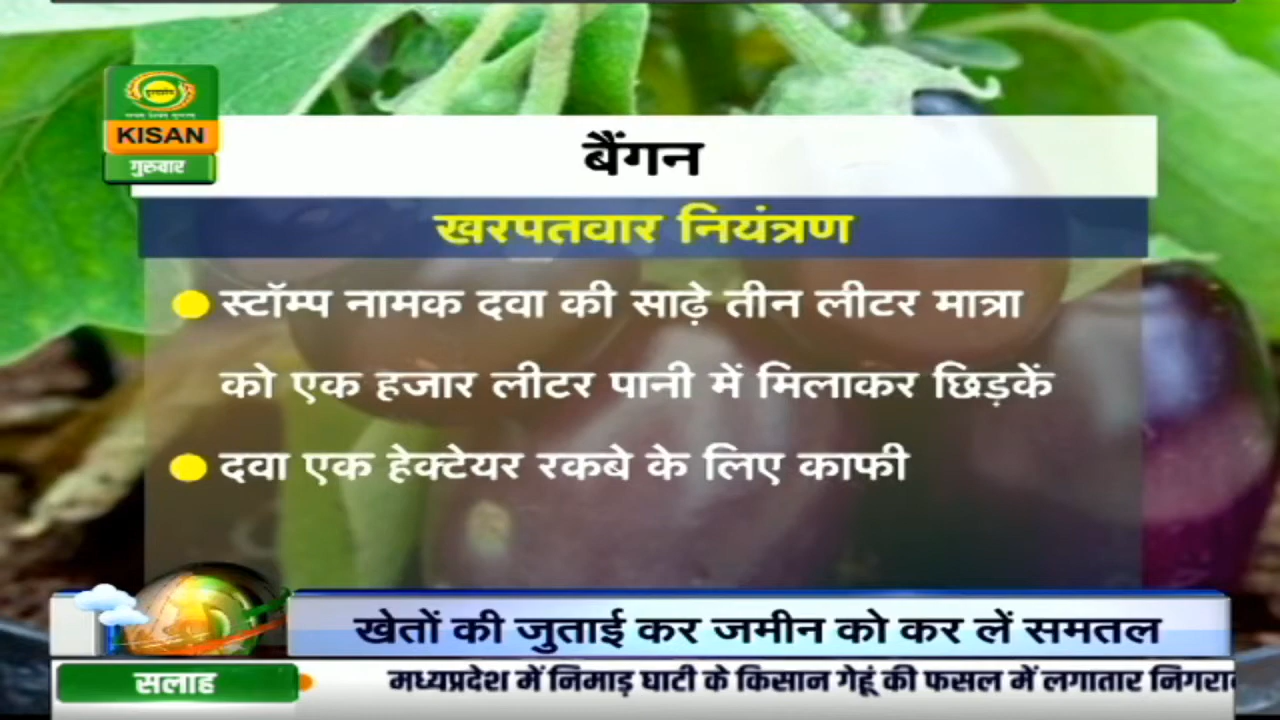 KISAN
गुरुवार
बैंगन
खरपतवार नियंत्रण
स्टॉम्प नामक दवा की साढ़े तीन लीटर मात्रा
को एक हजार लीटर पानी में मिलाकर छिड़कें
दवा एक हेक्टेयर रकबे के लिए काफी
खेतों की जुताई कर जमीन को कर लें समतल
सलाह
मध्यप्रदेश में निमाड़ घाटी के किसान गेहूं की फसल में लगातार